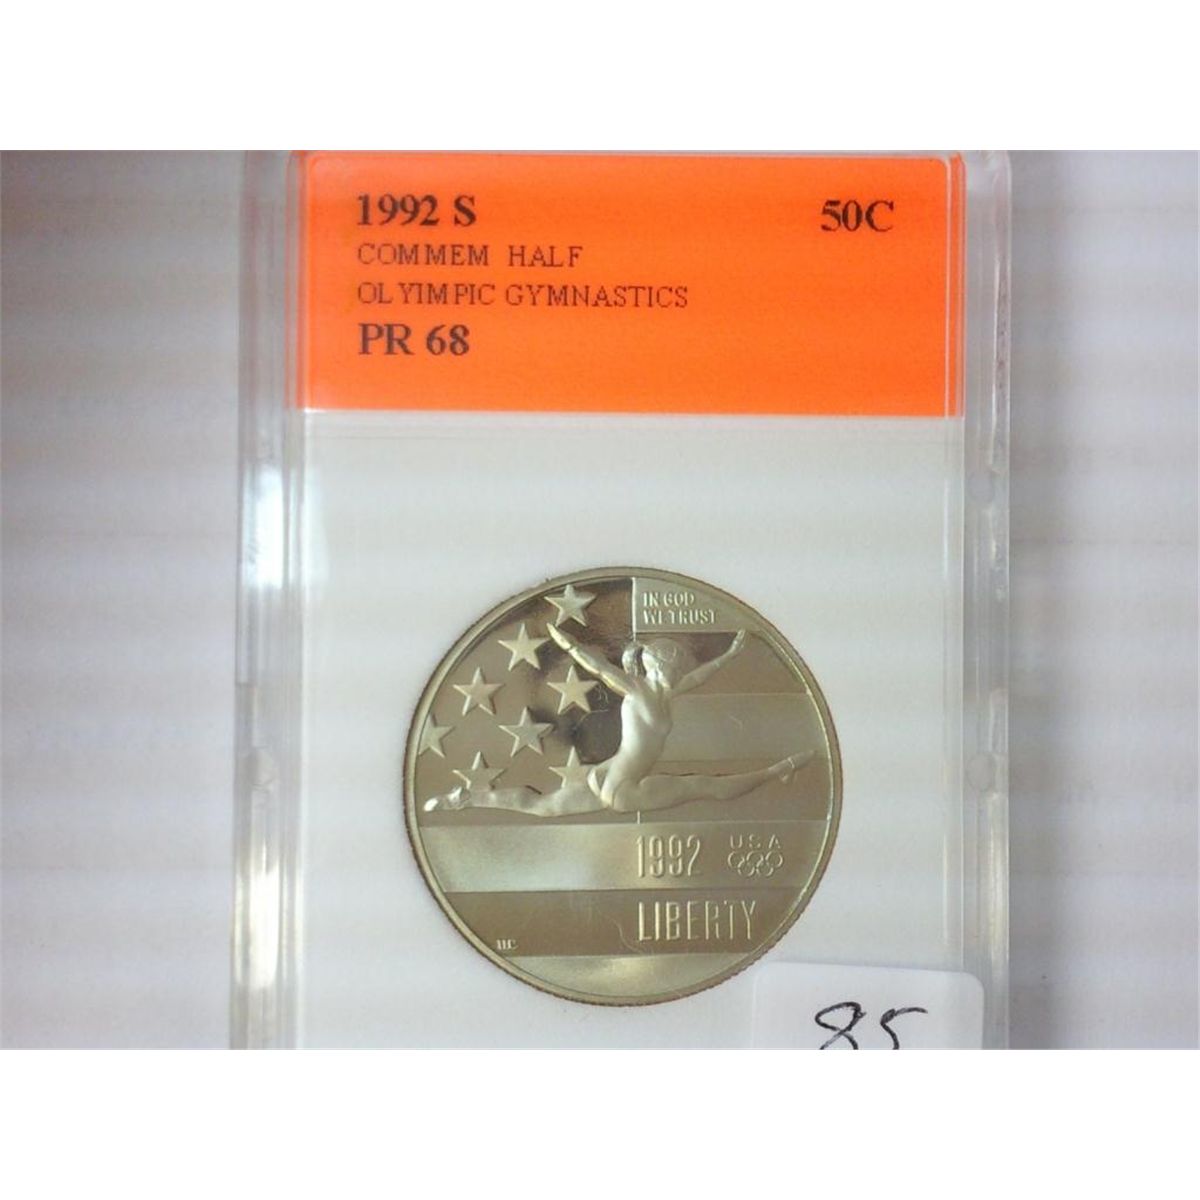 1992 S 50C
COMMEM HALF
OLYIMPIC GYMNASTICS
PR 68
IN GOD
WE TRUST
1992 USA
LIBERTY
85